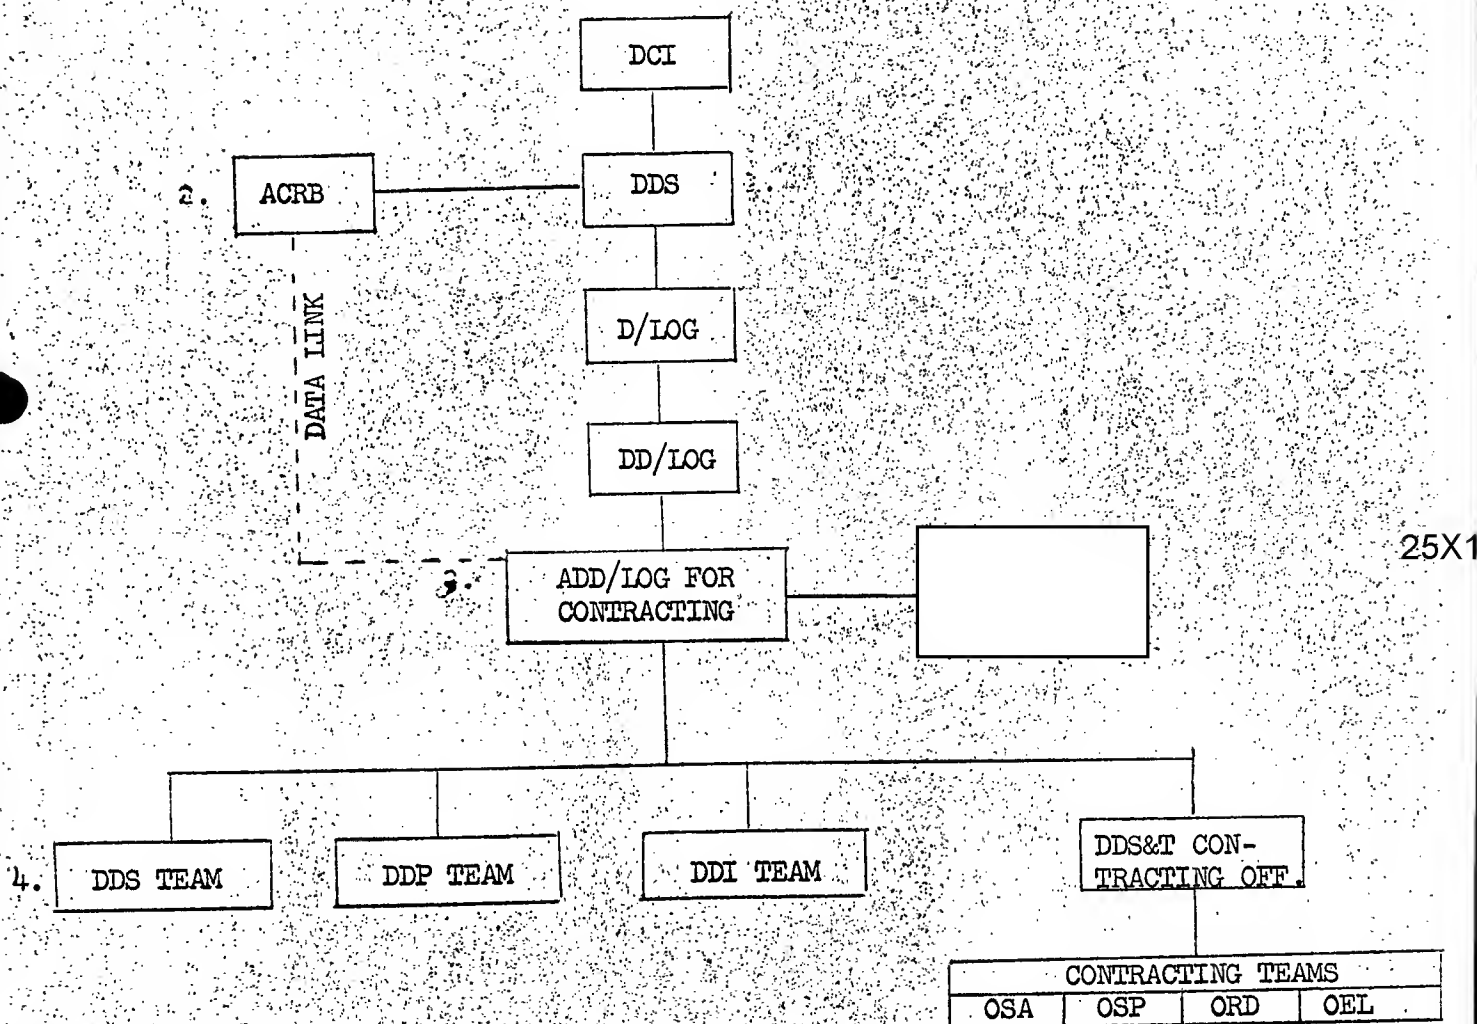 DCI
2. ACRB
DDS
DATA LINK
D/LOG
DD/LOG
25X1
3. ADD/LOG FOR
CONTRACTING
4. DDS TEAM
DDP TEAM
DDI TEAM
DDS&T CON-
TRACTING OFF.
CONTRACTING TEAMS
OSA OSP ORD OEL